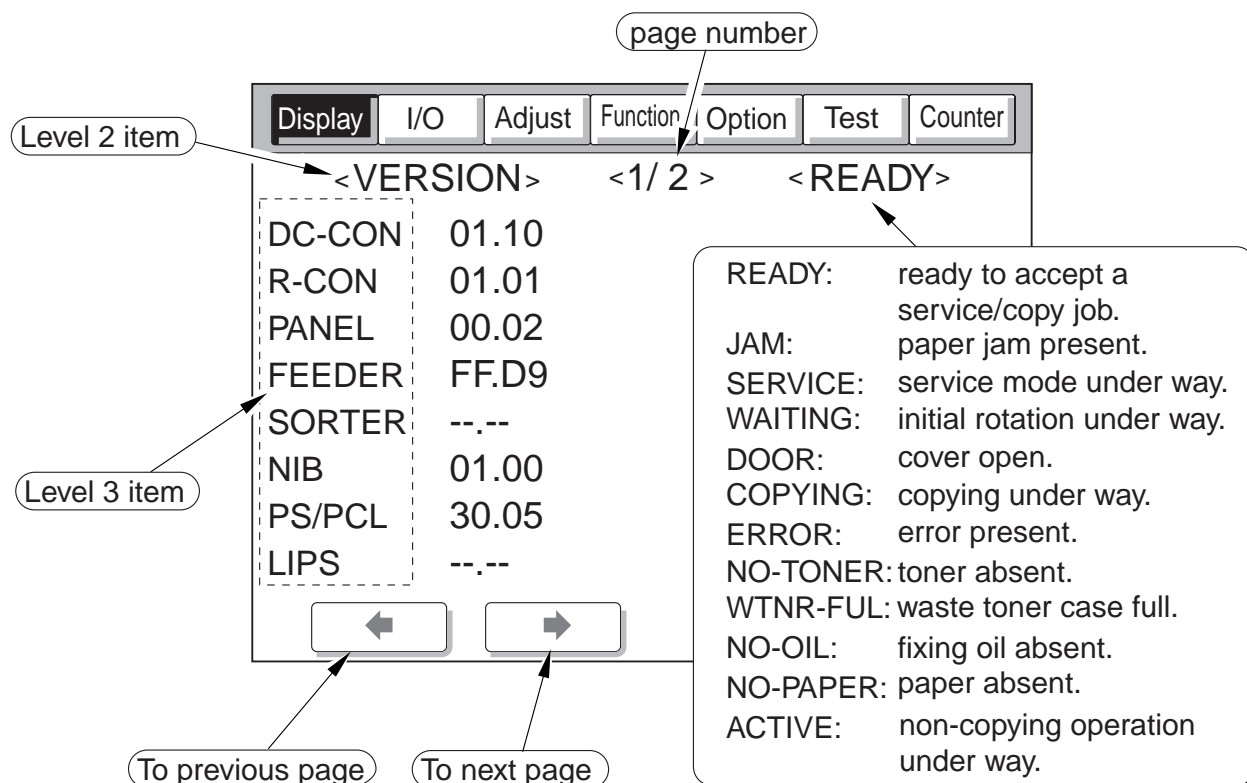 page number
Display I/O Adjust Function Option Test Counter
Level 2 item
<VERSION> <1/ 2 > <READY>
DC-CON 01.10
R-CON 01.01
PANEL 00.02
FEEDER FF.D9
SORTER --.--
NIB 01.00
PS/PCL 30.05
LIPS --.--
Level 3 item
READY: ready to accept a
service/copy job.
JAM: paper jam present.
SERVICE: service mode under way.
WAITING: initial rotation under way.
DOOR: cover open.
COPYING: copying under way.
ERROR: error present.
NO-TONER: toner absent.
WTNR-FUL: waste toner case full.
NO-OIL: fixing oil absent.
NO-PAPER: paper absent.
ACTIVE: non-copying operation
under way.
To previous page To next page